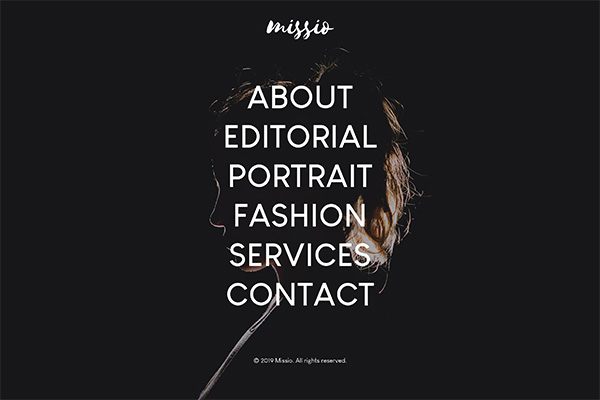 missio
ABOUT
EDITORIAL
PORTRAIT
FASHION
SERVICES
CONTACT
© 2019 Missio. All rights reserved.